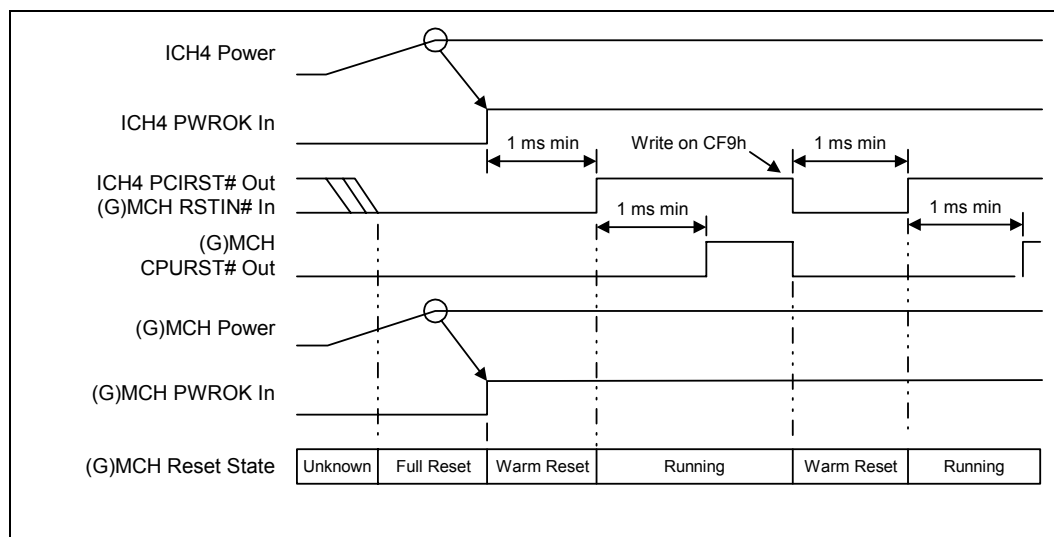 ICH4 Power
ICH4 PWROK In
1 ms min
Write on CF9h
1 ms min
ICH4 PCIRST# Out
(G)MCH RSTIN# In
1 ms min
1 ms min
(G)MCH
CPURST# Out
(G)MCH Power
(G)MCH PWROK In
(G)MCH Reset State
Unknown
Full Reset
Warm Reset
Running
Warm Reset
Running